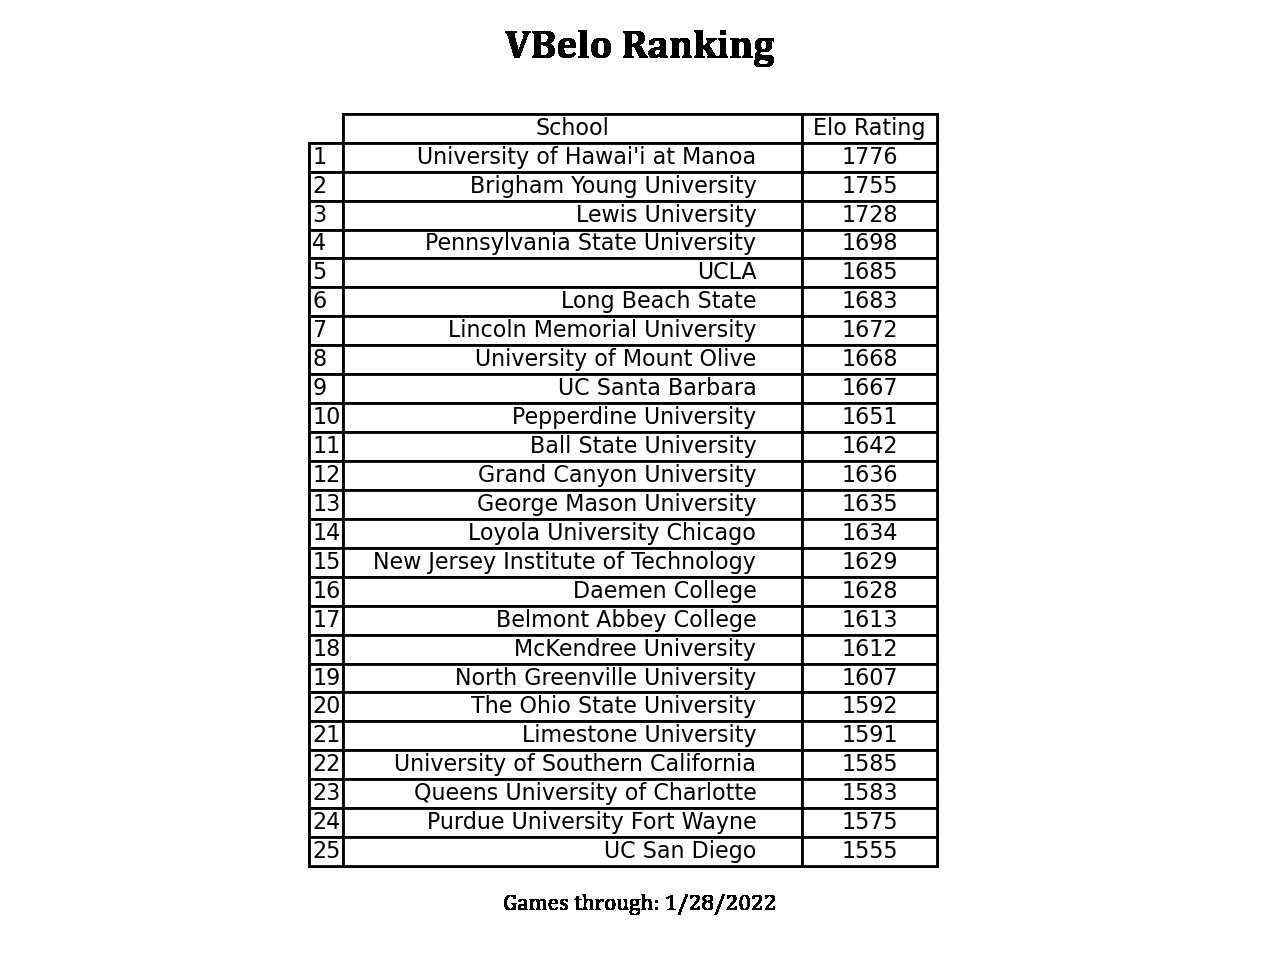 VBelo Ranking
School Elo Rating
1 University of Hawai'i at Manoa 1776
2 Brigham Young University 1755
3 Lewis University 1728
4 Pennsylvania State University 1698
5 UCLA 1685
6 Long Beach State 1683
7 Lincoln Memorial University 1672
8 University of Mount Olive 1668
9 UC Santa Barbara 1667
10 Pepperdine University 1651
11 Ball State University 1642
12 Grand Canyon University 1636
13 George Mason University 1635
14 Loyola University Chicago 1634
15 New Jersey Institute of Technology 1629
16 Daemen College 1628
17 Belmont Abbey College 1613
18 McKendree University 1612
19 North Greenville University 1607
20 The Ohio State University 1592
21 Limestone University 1591
22 University of Southern California 1585
23 Queens University of Charlotte 1583
24 Purdue University Fort Wayne 1575
25 UC San Diego 1555
Games through: 1/28/2022